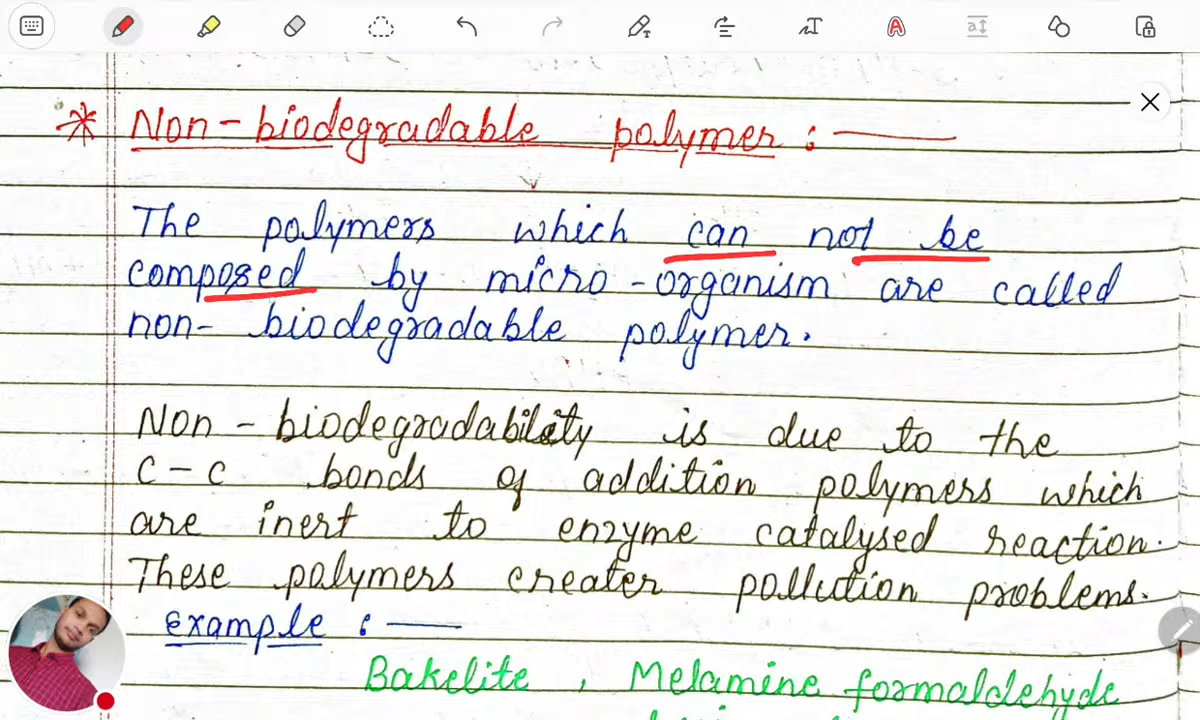 * Non-biodegradable polymer : —
The polymers which can not be
composed by micro-organism are called
non-biodegradable polymer.
Non-biodegradability is due to the
C-C bonds of addition polymers which
are inert to enzyme catalysed reaction.
These polymers creater pollution problems.
Example : —
Bakelite, Melamine formaldehyde